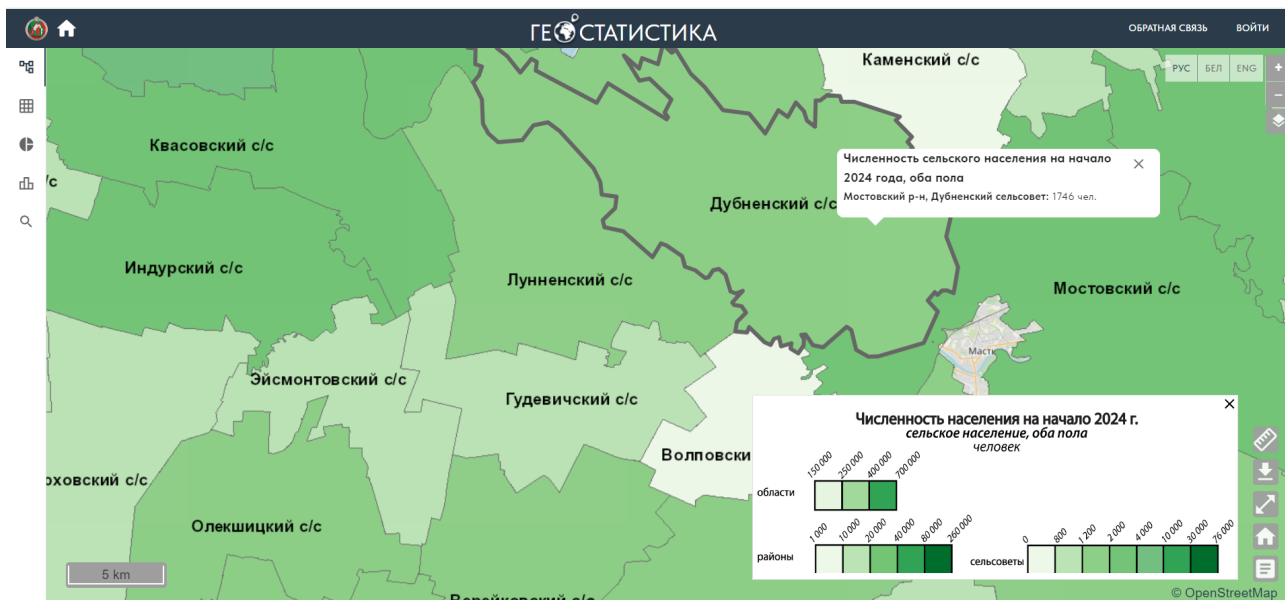 ГЕОСТАТИСТИКА
ОБРАТНАЯ СВЯЗЬ
ВОЙТИ
РУС
БЕЛ
ENG
+
−
Каменский с/с
Квасовский с/с
/с
Численность сельского населения на начало
2024 года, оба пола
Мостовский р-н, Дубненский сельсовет: 1746 чел.
Дубненский с/с
Индурский с/с
Лунненский с/с
Мостовский с/с
Масты
Эйсмонтовский с/с
Гудевичский с/с
Волповски
рховский с/с
Олекшицкий с/с
Верейковский с/с
5 km
Численность населения на начало 2024 г.
сельское население, оба пола
человек
150 000
250 000
400 000
700 000
области
1 000
10 000
20 000
40 000
80 000
260 000
районы
0
800
1 200
2 000
4 000
10 000
30 000
76 000
сельсоветы
© OpenStreetMap